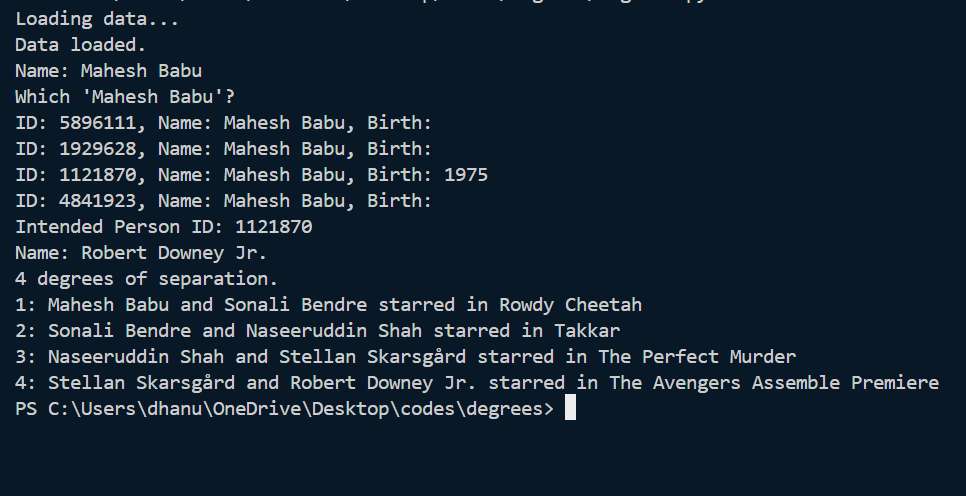 Loading data...
Data loaded.
Name: Mahesh Babu
Which 'Mahesh Babu'?
ID: 5896111, Name: Mahesh Babu, Birth:
ID: 1929628, Name: Mahesh Babu, Birth:
ID: 1121870, Name: Mahesh Babu, Birth: 1975
ID: 4841923, Name: Mahesh Babu, Birth:
Intended Person ID: 1121870
Name: Robert Downey Jr.
4 degrees of separation.
1: Mahesh Babu and Sonali Bendre starred in Rowdy Cheetah
2: Sonali Bendre and Naseeruddin Shah starred in Takkar
3: Naseeruddin Shah and Stellan Skarsgård starred in The Perfect Murder
4: Stellan Skarsgård and Robert Downey Jr. starred in The Avengers Assemble Premiere
PS C:\Users\dhanu\OneDrive\Desktop\codes\degrees>